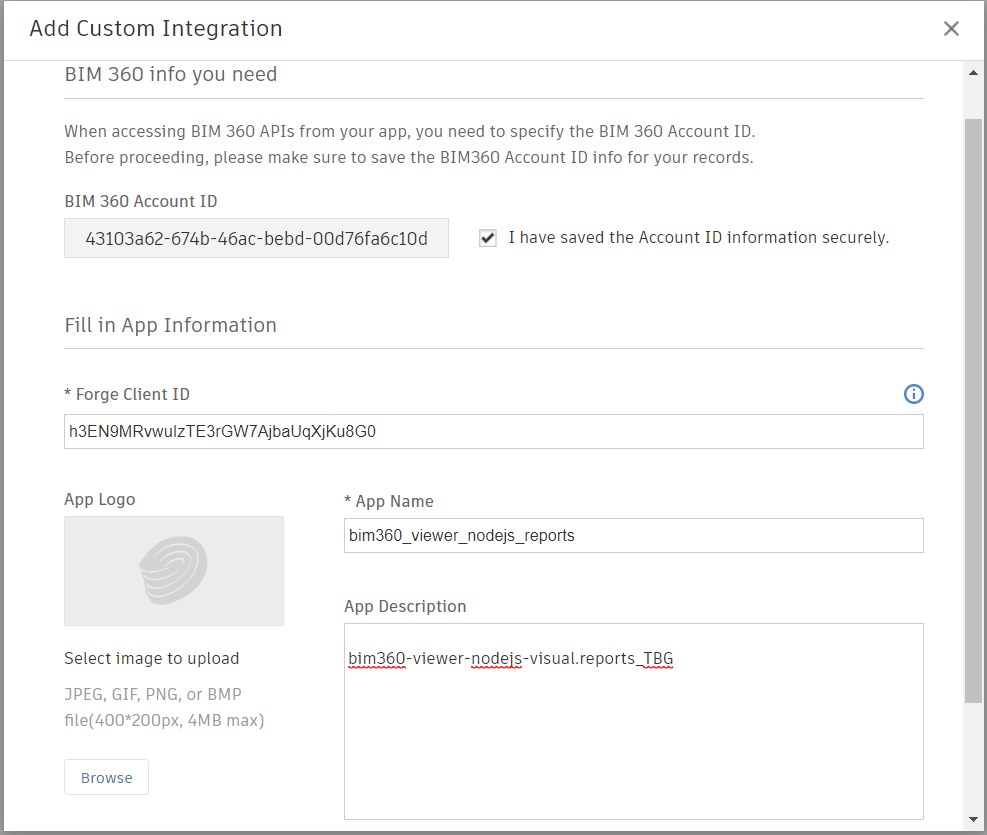 Add Custom Integration
BIM 360 info you need
When accessing BIM 360 APIs from your app, you need to specify the BIM 360 Account ID.
Before proceeding, please make sure to save the BIM360 Account ID info for your records.
BIM 360 Account ID
43103a62-674b-46ac-bebd-00d76fa6c10d
I have saved the Account ID information securely.
Fill in App Information
* Forge Client ID
h3EN9MRvwuIzTE3rGW7AjbaUqXjKu8G0
App Logo
* App Name
bim360_viewer_nodejs_reports
App Description
bim360-viewer-nodejs-visual.reports_TBG
Select image to upload
JPEG, GIF, PNG, or BMP
file(400*200px, 4MB max)
Browse